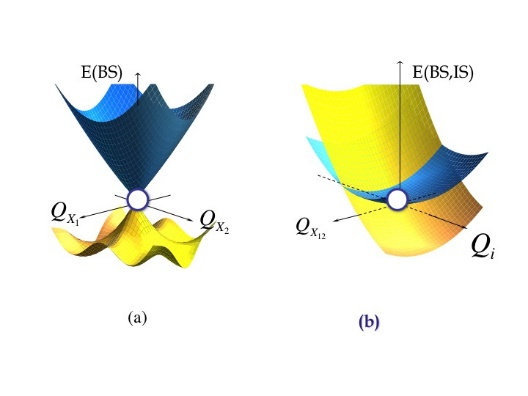 E(BS)
Q_{X_1}
Q_{X_2}
(a)
E(BS,IS)
Q_{X_{12}}
Q_i
(b)